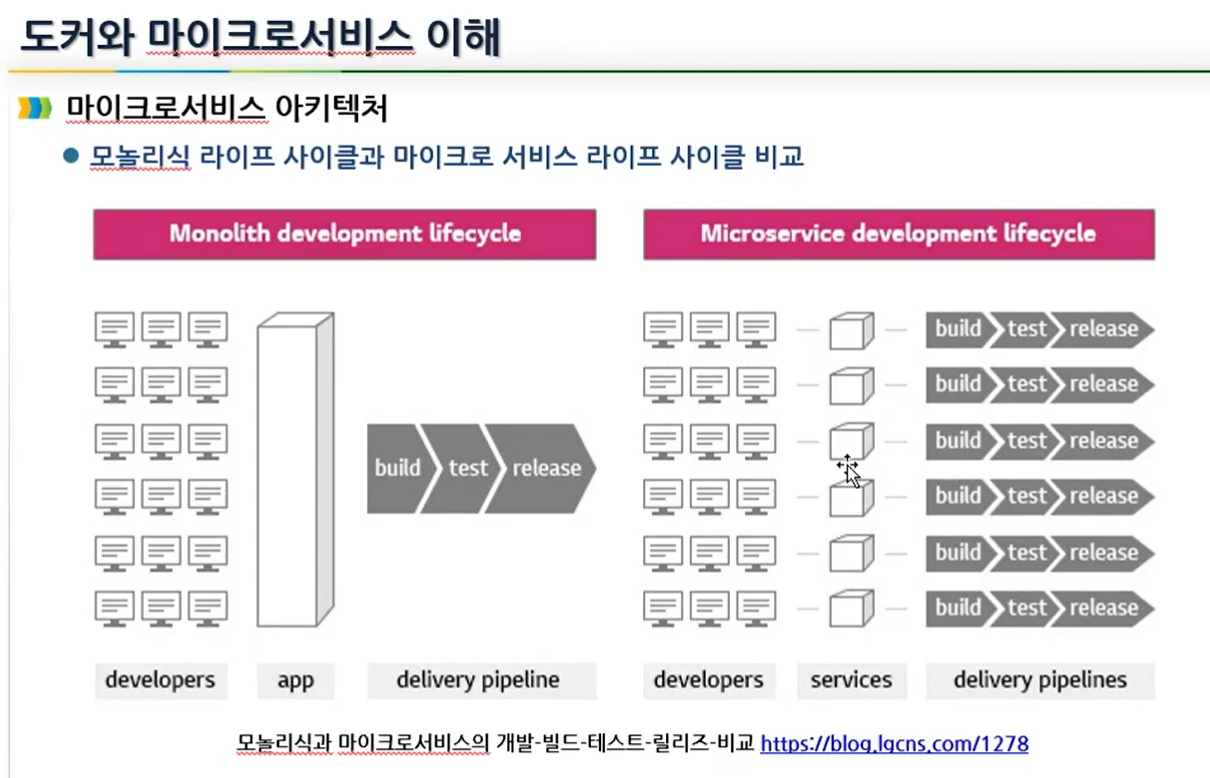 도커와 마이크로서비스 이해
마이크로서비스 아키텍처
모놀리식 라이프 사이클과 마이크로 서비스 라이프 사이클 비교
Monolith development lifecycle
build test release
developers app delivery pipeline
Microservice development lifecycle
build test release
build test release
build test release
build test release
build test release
build test release
developers services delivery pipelines
모놀리식과 마이크로서비스의 개발-빌드-테스트-릴리즈-비교 https://blog.lgcns.com/1278